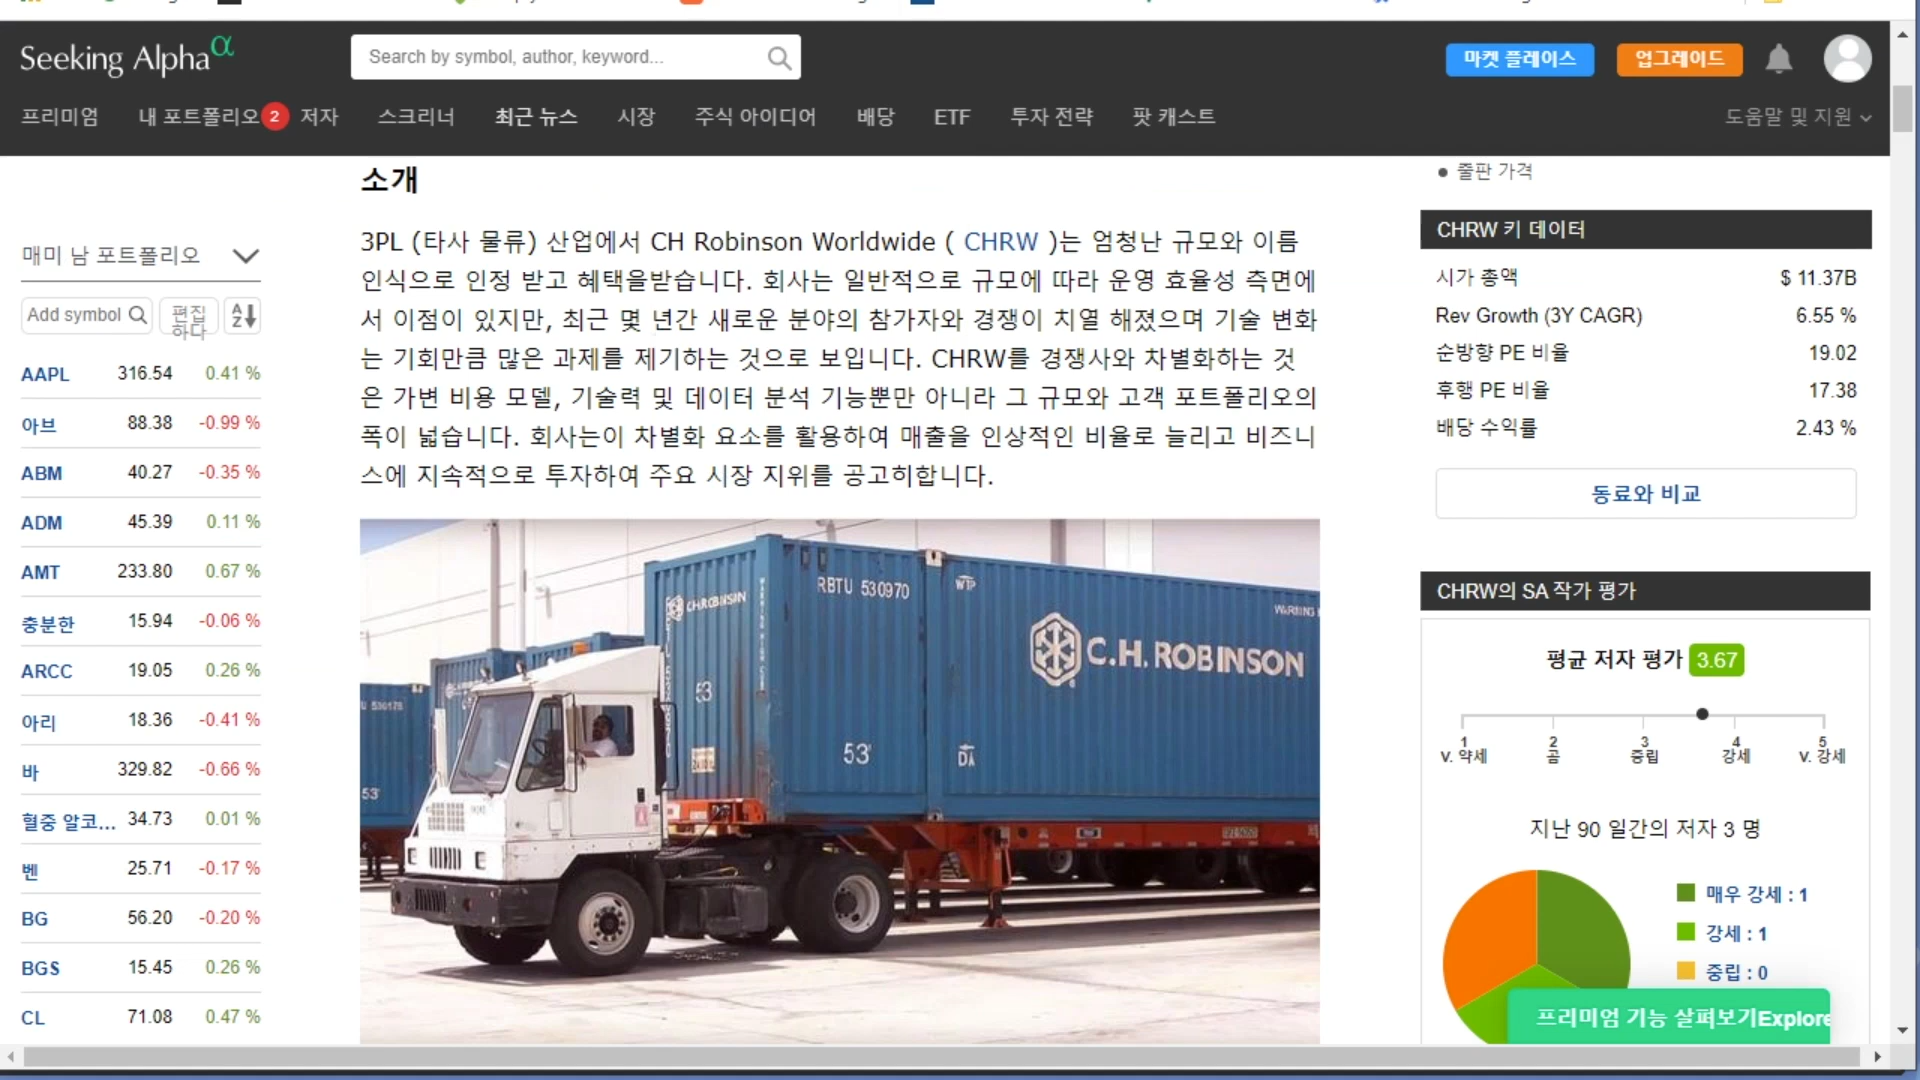 Seeking Alpha α
Search by symbol, author, keyword...
마켓 플레이스
업그레이드
프리미엄
내 포트폴리오 2
저자
스크리너
최근 뉴스
시장
주식 아이디어
배당
ETF
투자 전략
팟 캐스트
도움말 및 지원
매미 남 포트폴리오
Add symbol
편집
하다
A
Z
AAPL 316.54 0.41 %
아브 88.38 -0.99 %
ABM 40.27 -0.35 %
ADM 45.39 0.11 %
AMT 233.80 0.67 %
충분한 15.94 -0.06 %
ARCC 19.05 0.26 %
아리 18.36 -0.41 %
바 329.82 -0.66 %
혈중 알코... 34.73 0.01 %
벤 25.71 -0.17 %
BG 56.20 -0.20 %
BGS 15.45 0.26 %
CL 71.08 0.47 %
소개
3PL (타사 물류) 산업에서 CH Robinson Worldwide ( CHRW )는 엄청난 규모와 이름
인식으로 인정 받고 혜택을받습니다. 회사는 일반적으로 규모에 따라 운영 효율성 측면에
서 이점이 있지만, 최근 몇 년간 새로운 분야의 참가자와 경쟁이 치열 해졌으며 기술 변화
는 기회만큼 많은 과제를 제기하는 것으로 보입니다. CHRW를 경쟁사와 차별화하는 것
은 가변 비용 모델, 기술력 및 데이터 분석 기능뿐만 아니라 그 규모와 고객 포트폴리오의
폭이 넓습니다. 회사는이 차별화 요소를 활용하여 매출을 인상적인 비율로 늘리고 비즈니
스에 지속적으로 투자하여 주요 시장 지위를 공고히합니다.
RBTU 530970
C.H. ROBINSON
C.H. ROBINSON
WARNING
53
53'
53'
U 530178
출판 가격
CHRW 키 데이터
시가 총액 $ 11.37B
Rev Growth (3Y CAGR) 6.55 %
순방향 PE 비율 19.02
후행 PE 비율 17.38
배당 수익률 2.43 %
동료와 비교
CHRW의 SA 작가 평가
평균 저자 평가 3.67
1 2 3 4 5
v. 약세 곰 중립 강세 v. 강세
지난 90 일간의 저자 3 명
매우 강세 : 1
강세 : 1
중립 : 0
프리미엄 기능 살펴보기Explore